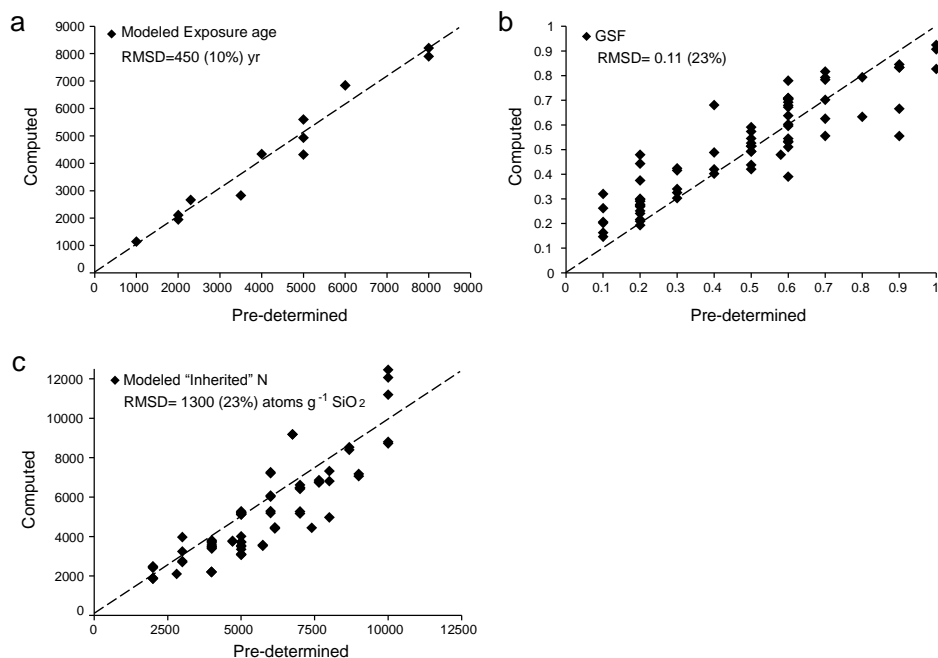 a
Modeled Exposure age
RMSD=450 (10%) yr
9000
8000
7000
6000
5000
4000
3000
2000
1000
0
Computed
0 1000 2000 3000 4000 5000 6000 7000 8000 9000
Pre-determined
b
GSF
RMSD= 0.11 (23%)
1
0.9
0.8
0.7
0.6
0.5
0.4
0.3
0.2
0.1
0
Computed
0 0.1 0.2 0.3 0.4 0.5 0.6 0.7 0.8 0.9 1
Pre-determined
c
Modeled “Inherited” N
RMSD= 1300 (23%) atoms g⁻¹ SiO₂
12000
10000
8000
6000
4000
2000
0
Computed
0 2500 5000 7500 10000 12500
Pre-determined